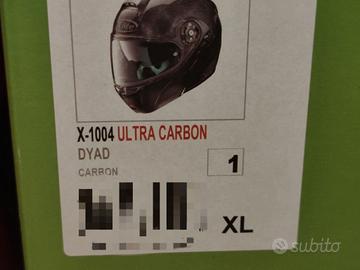 X-1004 ULTRA CARBON
DYAD
CARBON
1
XL
subito